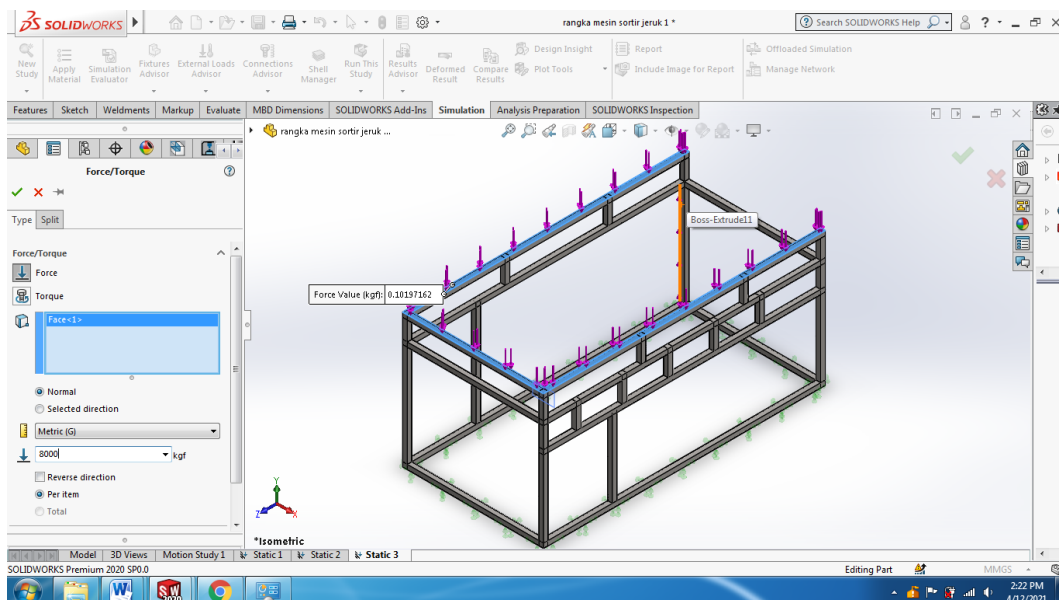 SOLIDWORKS
rangka mesin sortir jeruk 1 *
Search SOLIDWORKS Help
New Study
Apply Material
Simulation Evaluator
Fixtures Advisor
External Loads Advisor
Connections Advisor
Shell Manager
Run This Study
Results Advisor
Deformed Result
Compare Results
Design Insight
Plot Tools
Report
Include Image for Report
Offloaded Simulation
Manage Network
Features Sketch Weldments Markup Evaluate MBD Dimensions SOLIDWORKS Add-Ins Simulation Analysis Preparation SOLIDWORKS Inspection
rangka mesin sortir jeruk ...
Force/Torque
Type Split
Force/Torque
Force
Torque
Face<1>
Normal
Selected direction
Metric (G)
8000 kgf
Reverse direction
Per item
Total
Boss-Extrude11
Force Value (kgf): 0.10197162
Y
Z X
*Isometric
Model 3D Views Motion Study 1 Static 1 Static 2 Static 3
SOLIDWORKS Premium 2020 SP0.0
Editing Part
MMGS
SW
2020
2:22 PM
4/12/2021